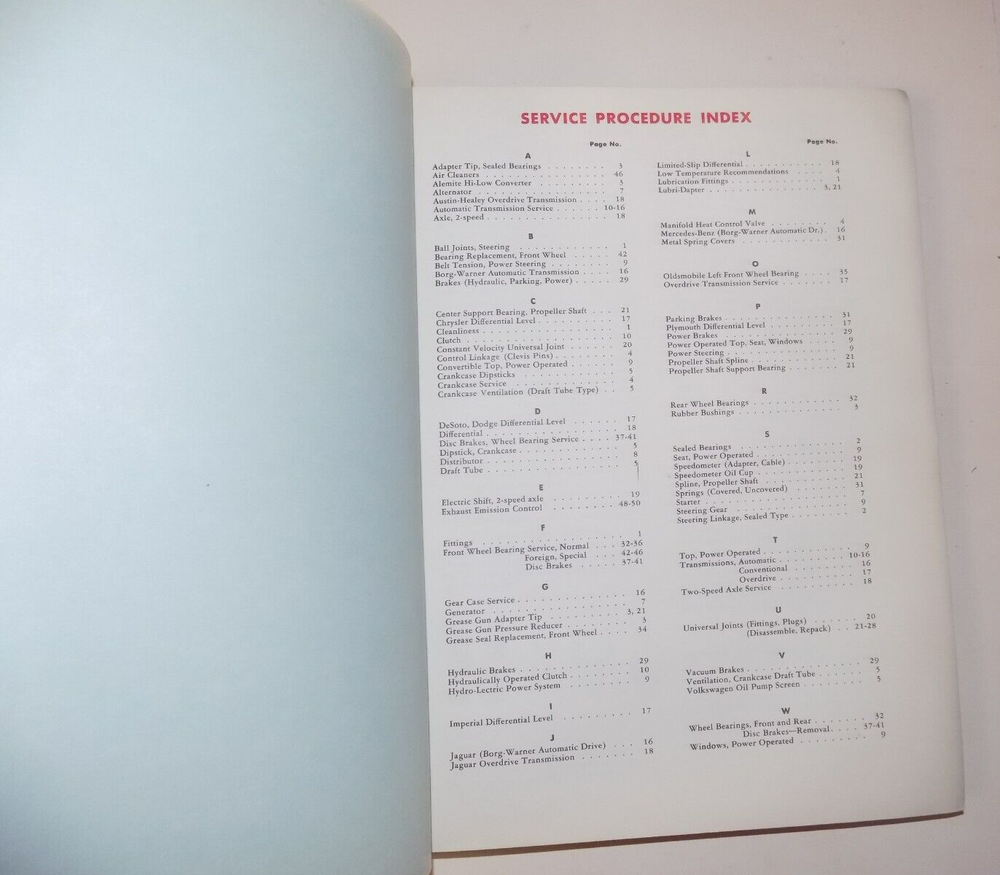 SERVICE PROCEDURE INDEX
Page No.
A
Adapter Tip, Sealed Bearings . . . . . . . . 3
Air Cleaners . . . . . . . . 46
Alemite Hi-Low Converter . . . . . . . . 3
Alternator . . . . . . . . 7
Austin-Healey Overdrive Transmission . . . . 18
Automatic Transmission Service . . . . . . 10-16
Axle, 2-speed . . . . . . . . 18
B
Ball Joints, Steering . . . . . . . . 1
Bearing Replacement, Front Wheel . . . . . 42
Belt Tension, Power Steering . . . . . . . . 9
Borg-Warner Automatic Transmission . . . . 16
Brakes (Hydraulic, Parking, Power) . . . . . 29
C
Center Support Bearing, Propeller Shaft . . . 21
Chrysler Differential Level . . . . . . . . 17
Cleanliness . . . . . . . . 1
Clutch . . . . . . . . 10
Constant Velocity Universal Joint . . . . . 20
Control Linkage (Clevis Pins) . . . . . . . . 4
Convertible Top, Power Operated . . . . . . 9
Crankcase Dipsticks . . . . . . . . 5
Crankcase Service . . . . . . . . 4
Crankcase Ventilation (Draft Tube Type) . . 5
D
DeSoto, Dodge Differential Level . . . . . 17
Differential . . . . . . . . 18
Disc Brakes, Wheel Bearing Service . . . . 37-41
Dipstick, Crankcase . . . . . . . . 5
Distributor . . . . . . . . 8
Draft Tube . . . . . . . . 5
E
Electric Shift, 2-speed axle . . . . . . . . 19
Exhaust Emission Control . . . . . . . 48-50
F
Fittings . . . . . . . . 1
Front Wheel Bearing Service, Normal . . . 32-36
Foreign, Special . . . . 42-46
Disc Brakes . . . . . 37-41
G
Gear Case Service . . . . . . . . 16
Generator . . . . . . . . 7
Grease Gun Adapter Tip . . . . . . . . 3, 21
Grease Gun Pressure Reducer . . . . . . . 3
Grease Seal Replacement, Front Wheel . . . . 34
H
Hydraulic Brakes . . . . . . . . 29
Hydraulically Operated Clutch . . . . . . . 10
Hydro-Lectric Power System . . . . . . . 9
I
Imperial Differential Level . . . . . . . . 17
J
Jaguar (Borg-Warner Automatic Drive) . . . 16
Jaguar Overdrive Transmission . . . . . . . 18
Page No.
L
Limited-Slip Differential . . . . . . . . 18
Low Temperature Recommendations . . . . . 4
Lubrication Fittings . . . . . . . . 1
Lubri-Dapter . . . . . . . . 3, 21
M
Manifold Heat Control Valve . . . . . . . . 4
Mercedes-Benz (Borg-Warner Automatic Dr.) . 16
Metal Spring Covers . . . . . . . . 31
O
Oldsmobile Left Front Wheel Bearing . . . . 35
Overdrive Transmission Service . . . . . . . 17
P
Parking Brakes . . . . . . . . 31
Plymouth Differential Level . . . . . . . . 17
Power Brakes . . . . . . . . 29
Power Operated Top, Seat, Windows . . . . 9
Power Steering . . . . . . . . 9
Propeller Shaft Spline . . . . . . . . 21
Propeller Shaft Support Bearing . . . . . . 21
R
Rear Wheel Bearings . . . . . . . . 32
Rubber Bushings . . . . . . . . 3
S
Sealed Bearings . . . . . . . . 2
Seat, Power Operated . . . . . . . . 9
Speedometer (Adapter, Cable) . . . . . . . 19
Speedometer Oil Cup . . . . . . . . 19
Spline, Propeller Shaft . . . . . . . . 21
Springs (Covered, Uncovered) . . . . . . . 31
Starter . . . . . . . . 7
Steering Gear . . . . . . . . 9
Steering Linkage, Sealed Type . . . . . . . 2
T
Top, Power Operated . . . . . . . . 9
Transmissions, Automatic . . . . . . . 10-16
Conventional . . . . . . 16
Overdrive . . . . . . . 17
Two-Speed Axle Service . . . . . . . . 18
U
Universal Joints (Fittings, Plugs) . . . . . . 20
(Disassemble, Repack) . . 21-28
V
Vacuum Brakes . . . . . . . . 29
Ventilation, Crankcase Draft Tube . . . . . 5
Volkswagen Oil Pump Screen . . . . . . . 5
W
Wheel Bearings, Front and Rear . . . . . . . 32
Disc Brakes—Removal . . . . 37-41
Windows, Power Operated . . . . . . . . 9